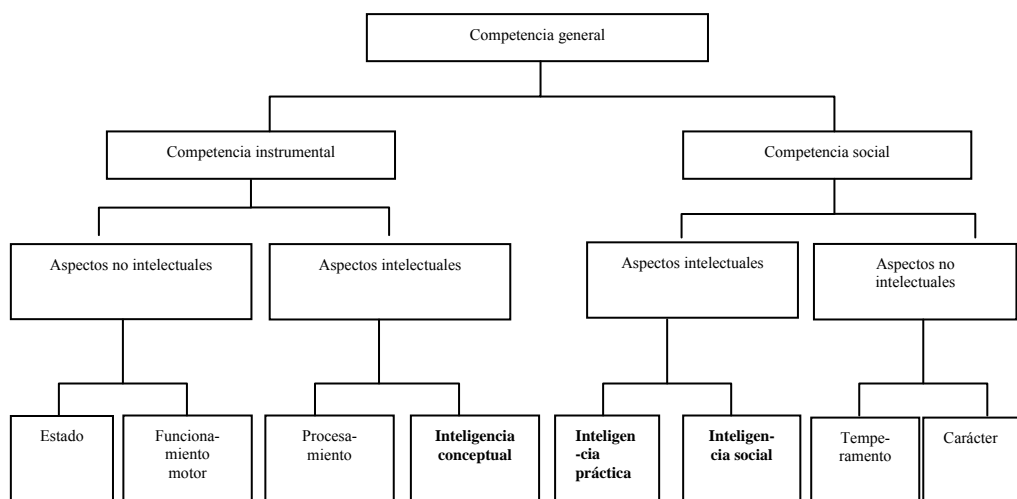 Competencia general
Competencia instrumental
Competencia social
Aspectos no intelectuales
Aspectos intelectuales
Aspectos intelectuales
Aspectos no
intelectuales
Estado
Funciona-
miento
motor
Procesa-
miento
Inteligencia
conceptual
Inteligen
-cia
práctica
Inteligen-
cia social
Tempe-
ramento
Carácter